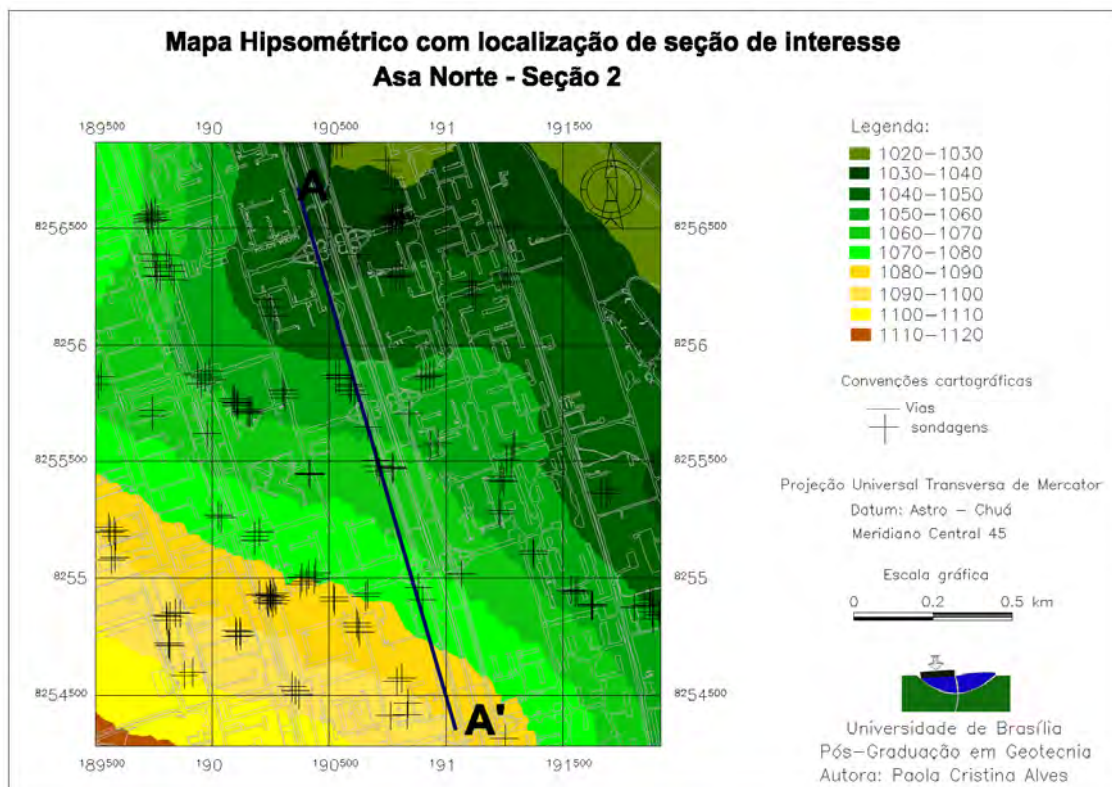 Mapa Hipsométrico com localização de seção de interesse
Asa Norte - Seção 2
189500 190 190500 191 191500
8256500 8256500
8256 8256
8255500 8255500
8255 8255
8254500 8254500
189500 190 190500 191 191500
A
A'
Legenda:
1020-1030
1030-1040
1040-1050
1050-1060
1060-1070
1070-1080
1080-1090
1090-1100
1100-1110
1110-1120
Convenções cartográficas
Vias
sondagens
Projeção Universal Transversa de Mercator
Datum: Astro - Chuá
Meridiano Central 45
Escala gráfica
0 0.2 0.5 km
Universidade de Brasília
Pós-Graduação em Geotecnia
Autora: Paola Cristina Alves